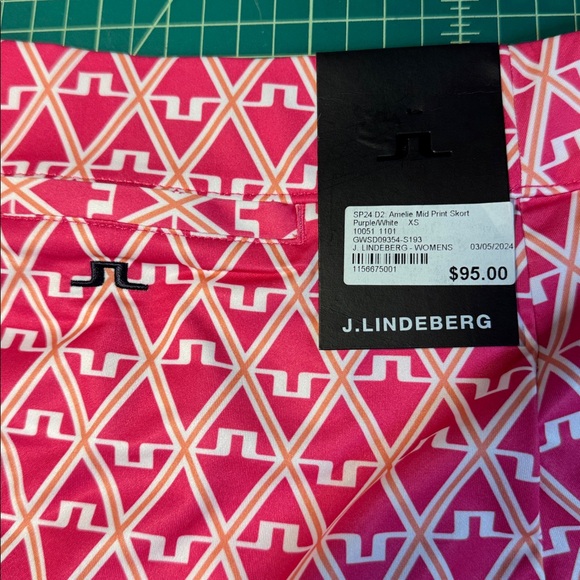 SP24 D2: Amelie Mid Print Skort
Purple/White XS
10051 1101
GWSD09354-S193
J. LINDEBERG - WOMENS 03/05/2024
1156675001
$95.00
J.LINDEBERG